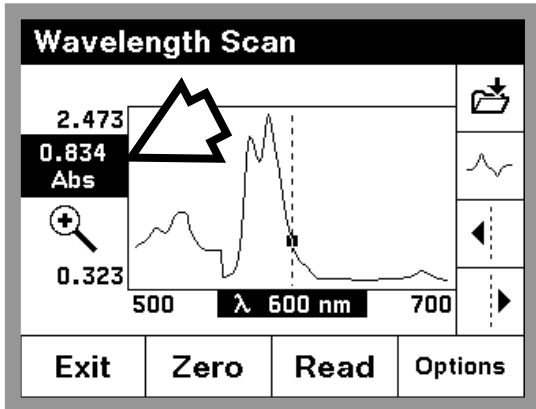 Wavelength Scan
2.473
0.834
Abs
0.323
500 λ 600 nm 700
Exit Zero Read Options